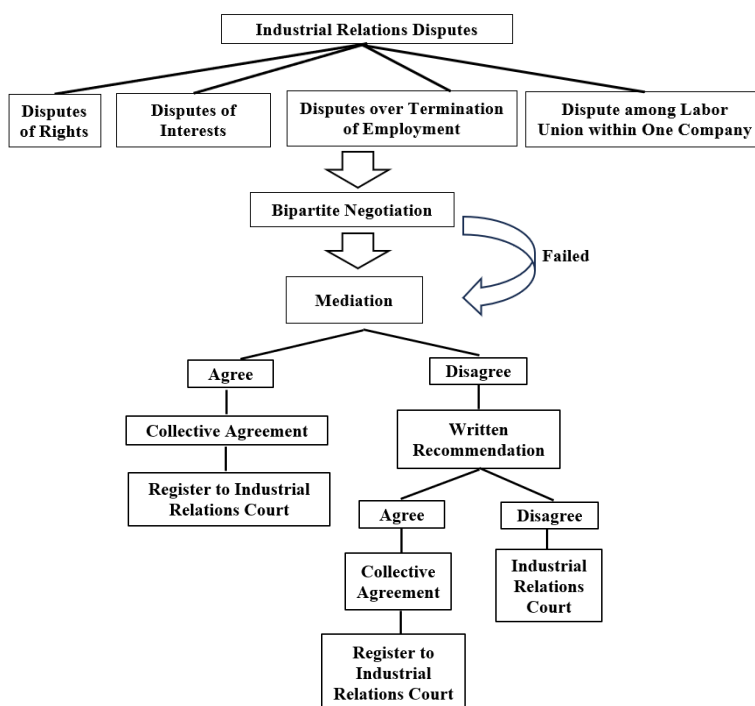 Industrial Relations Disputes
Disputes
of Rights
Disputes of
Interests
Disputes over Termination
of Employment
Dispute among Labor
Union within One Company
Bipartite Negotiation
Failed
Mediation
Agree
Disagree
Collective Agreement
Written
Recommendation
Register to Industrial
Relations Court
Agree
Disagree
Collective
Agreement
Industrial
Relations
Court
Register to
Industrial
Relations Court